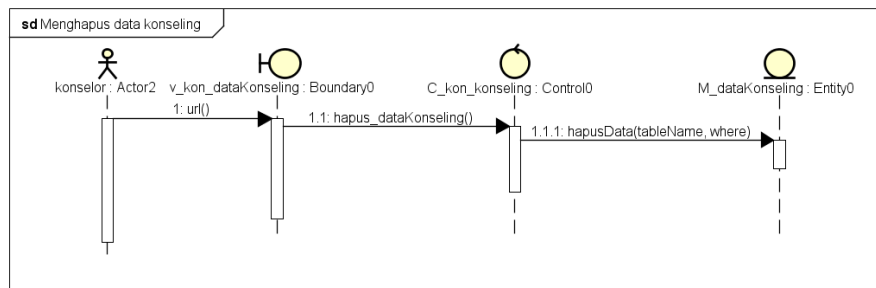 sd Menghapus data konseling
konselor : Actor2
v_kon_dataKonseling : Boundary0
C_kon_konseling : Control0
M_dataKonseling : Entity0
1: url()
1.1: hapus_dataKonseling()
1.1.1: hapusData(tableName, where)